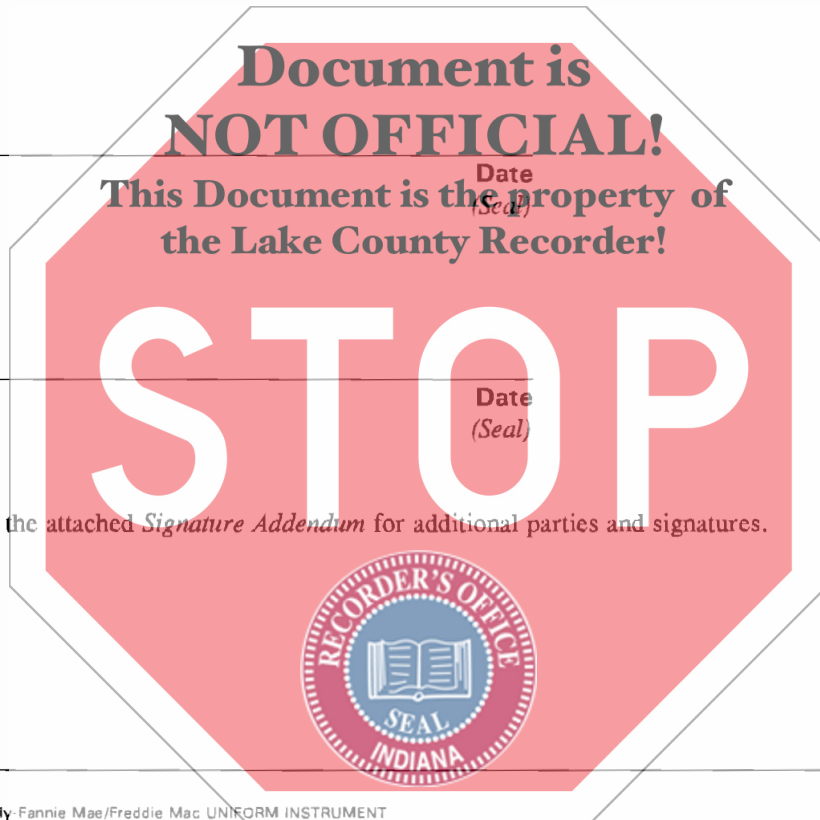 Document is
NOT OFFICIAL!
Date
This Document is the property of
(Seal)
the Lake County Recorder!
STOP
Date
(Seal)
the attached Signature Addendum for additional parties and signatures.
RECORDER'S OFFICE
SEAL
INDIANA
-Fannie Mae/Freddie Mac UNIFORM INSTRUMENT